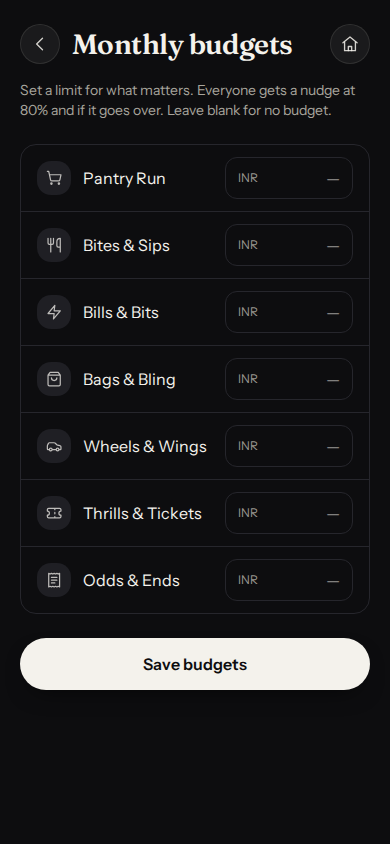 Monthly budgets
Set a limit for what matters. Everyone gets a nudge at
80% and if it goes over. Leave blank for no budget.
Pantry Run INR —
Bites & Sips INR —
Bills & Bits INR —
Bags & Bling INR —
Wheels & Wings INR —
Thrills & Tickets INR —
Odds & Ends INR —
Save budgets